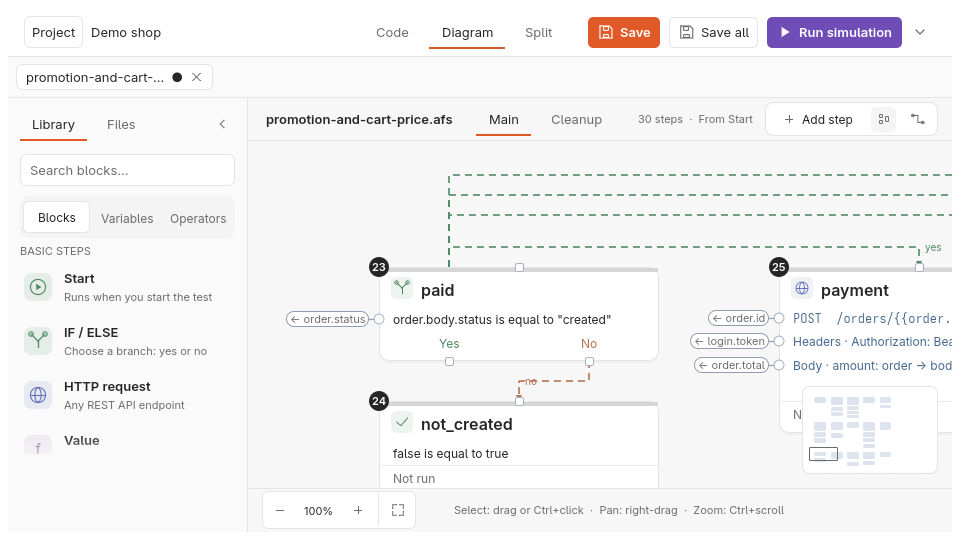 Project Demo shop Code Diagram Split Save Save all Run simulation
promotion-and-cart-...
Library Files
promotion-and-cart-price.afs Main Cleanup 30 steps · From Start + Add step
Search blocks...
Blocks Variables Operators
BASIC STEPS
Start
Runs when you start the test
IF / ELSE
Choose a branch: yes or no
HTTP request
Any REST API endpoint
Value
yes
23
paid
← order.status
order.body.status is equal to "created"
Yes No
no
24
not_created
false is equal to true
Not run
25
payment
← order.id
POST /orders/{{order.
← login.token
Headers · Authorization: Bea
← order.total
Body · amount: order → bod
N
− 100% +
Select: drag or Ctrl+click · Pan: right-drag · Zoom: Ctrl+scroll